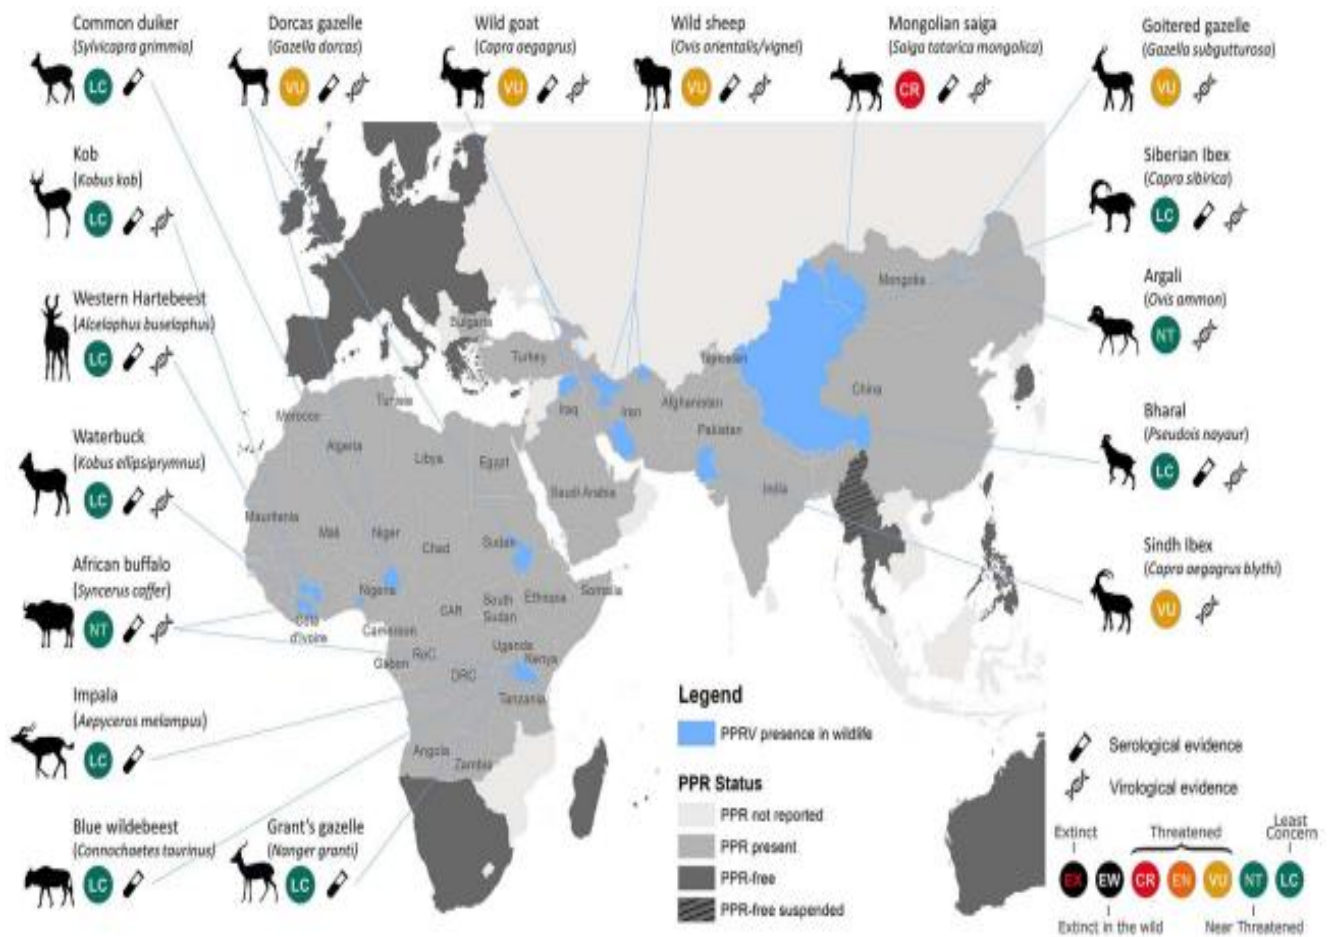 Common duiker
(Sylvicapra grimmia)
LC
Dorcas gazelle
(Gazella dorcas)
VU
Wild goat
(Capra aegagrus)
VU
Wild sheep
(Ovis orientalis/vignel)
VU
Mongolian saiga
(Saiga tatarica mongolica)
CR
Goitered gazelle
(Gazella subgutturosa)
VU
Kob
(Kobus kob)
LC
Siberian Ibex
(Capra sibirica)
LC
Western Hartebeest
(Alcelaphus buselaphus)
LC
Argali
(Ovis ammon)
NT
Waterbuck
(Kobus ellipsiprymnus)
LC
Bharal
(Pseudois nayaur)
LC
African buffalo
(Syncerus caffer)
NT
Sindh Ibex
(Capra aegagrus blythi)
VU
Impala
(Aepyceros melampus)
LC
Blue wildebeest
(Connochaetes taurinus)
LC
Grant's gazelle
(Nanger granti)
LC
Mongolia
Bulgaria
Turkey
Tajikistan
China
Tunisia
Morocco
Iraq
Iran
Afghanistan
Pakistan
Algeria
Libya
Egypt
Saudi Arabia
India
Mauritania
Mali
Niger
Chad
Sudan
Nigeria
CAR
South
Sudan
Ethiopia
Somalia
Côte
d'Ivoire
Cameroon
Gabon
RoC
DRC
Uganda
Kenya
Tanzania
Angola
Zambia
Legend
PPRV presence in wildlife
PPR Status
PPR not reported
PPR present
PPR-free
PPR-free suspended
Serological evidence
Virological evidence
Extinct
Threatened
Least
Concern
EX
EW
CR
EN
VU
NT
LC
Extinct in the wild
Near Threatened